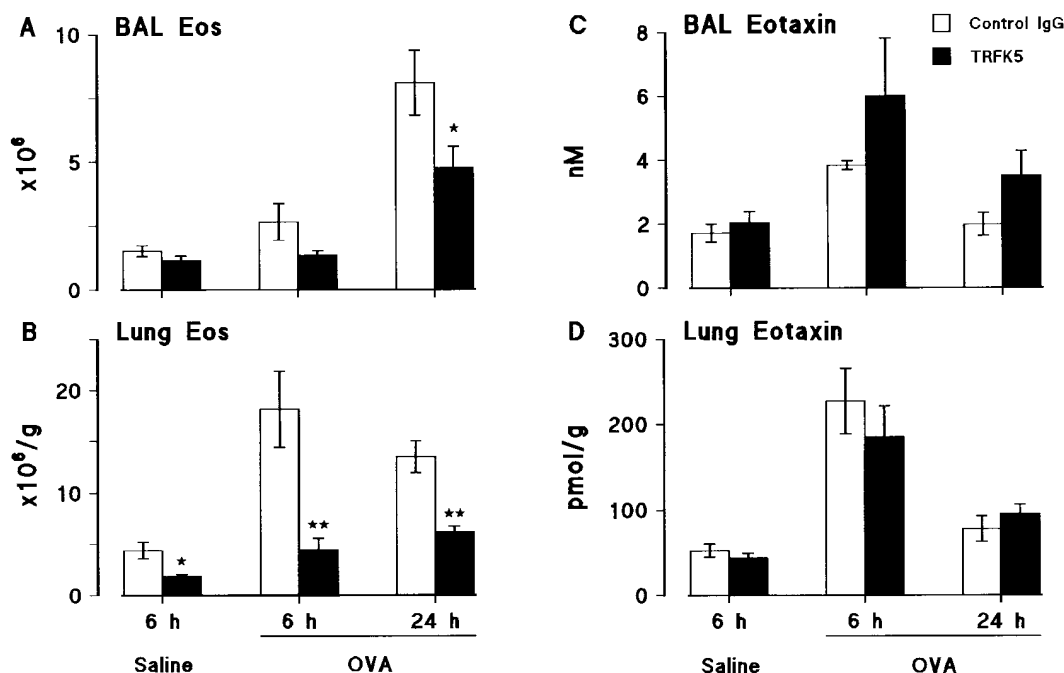 A BAL Eos
10
5
0
x10⁶
★
B Lung Eos
20
10
0
x10⁶/g
★
★★
★★
6 h
6 h
24 h
Saline
OVA
C BAL Eotaxin
Control IgG
TRFK5
8
6
4
2
0
nM
D Lung Eotaxin
300
200
100
0
pmol/g
6 h
6 h
24 h
Saline
OVA